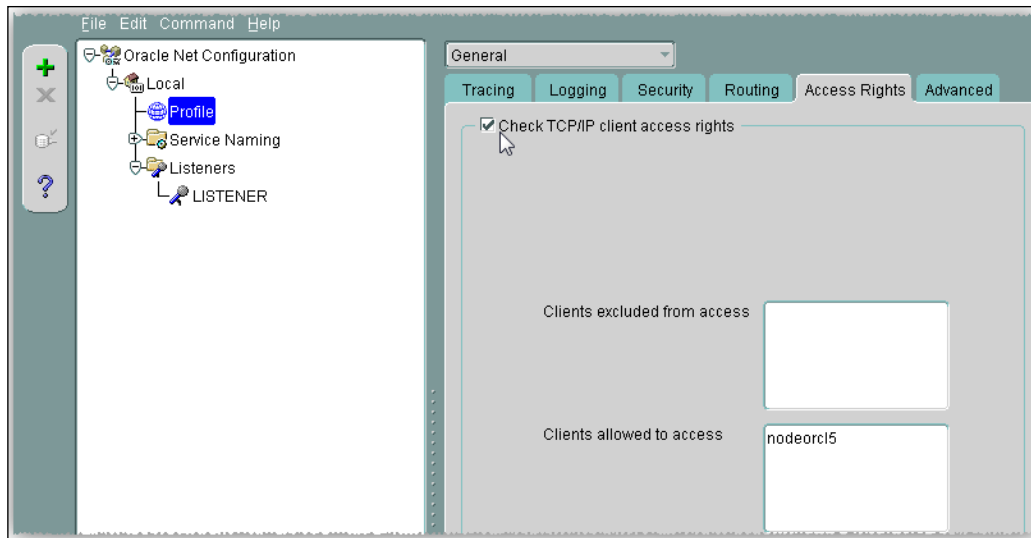 File Edit Command Help
Oracle Net Configuration
Local
Profile
Service Naming
Listeners
LISTENER
General
Tracing Logging Security Routing Access Rights Advanced
Check TCP/IP client access rights
Clients excluded from access
Clients allowed to access
nodeorcl5